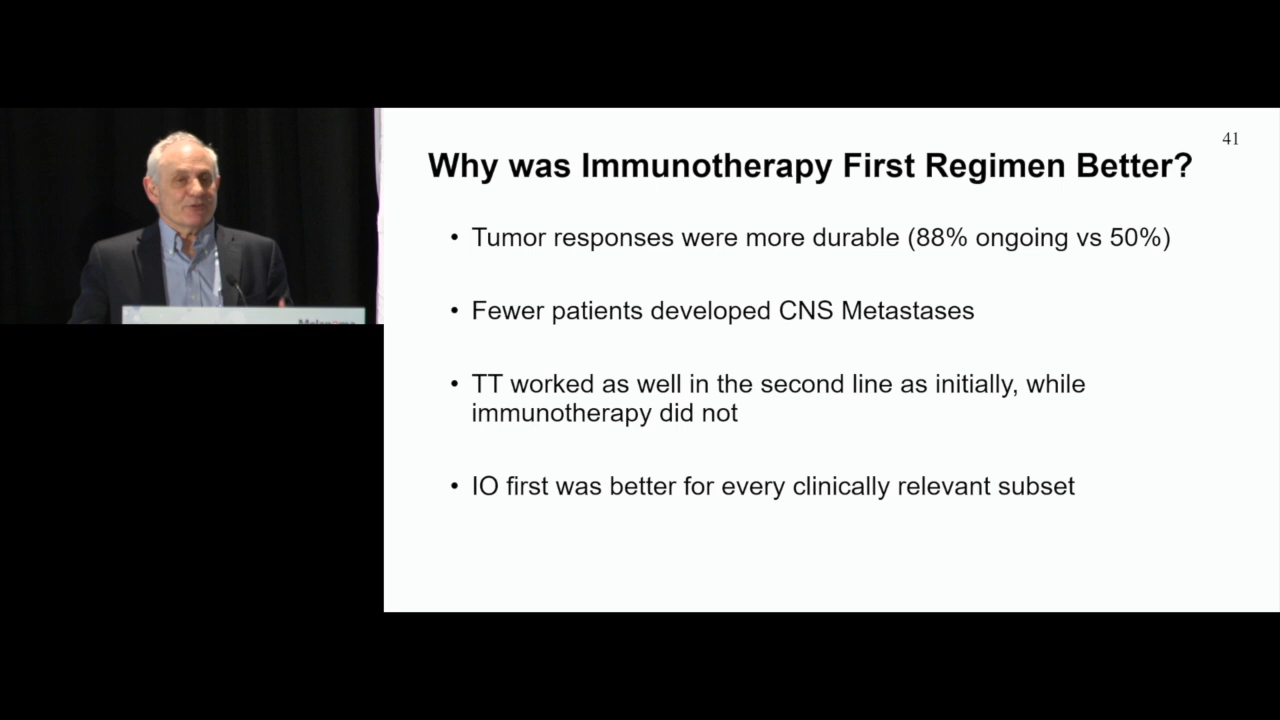 41
Why was Immunotherapy First Regimen Better?
• Tumor responses were more durable (88% ongoing vs 50%)
• Fewer patients developed CNS Metastases
• TT worked as well in the second line as initially, while
immunotherapy did not
• IO first was better for every clinically relevant subset